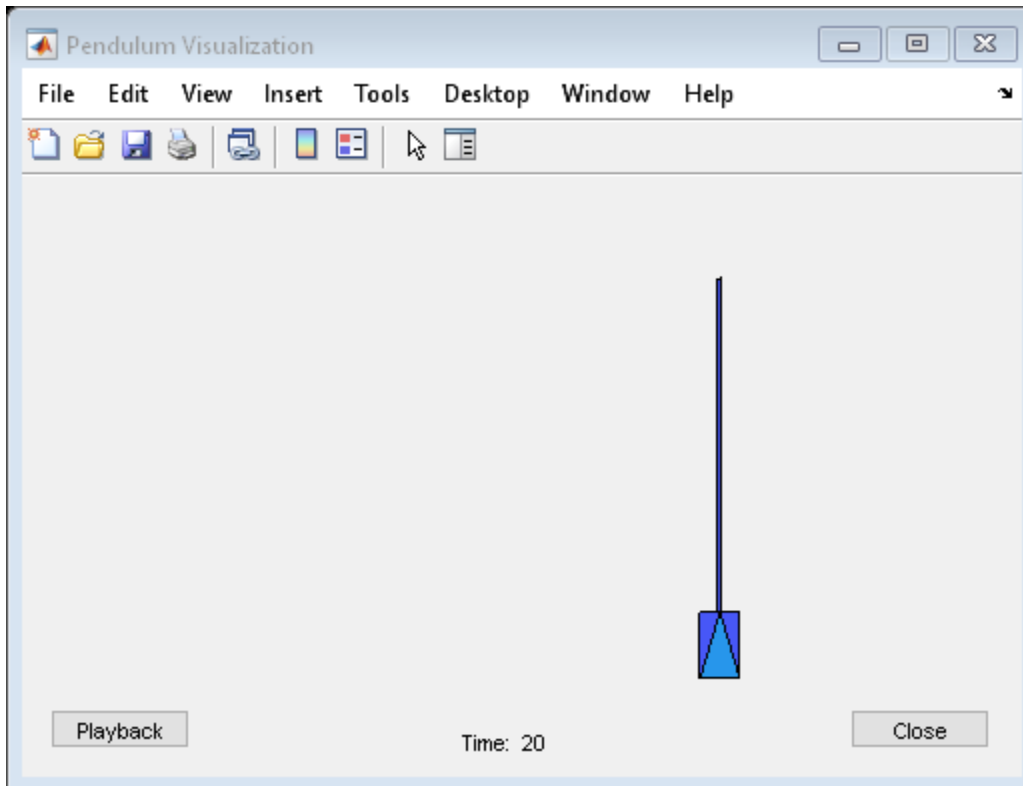 Pendulum Visualization
File Edit View Insert Tools Desktop Window Help
Playback
Time: 20
Close